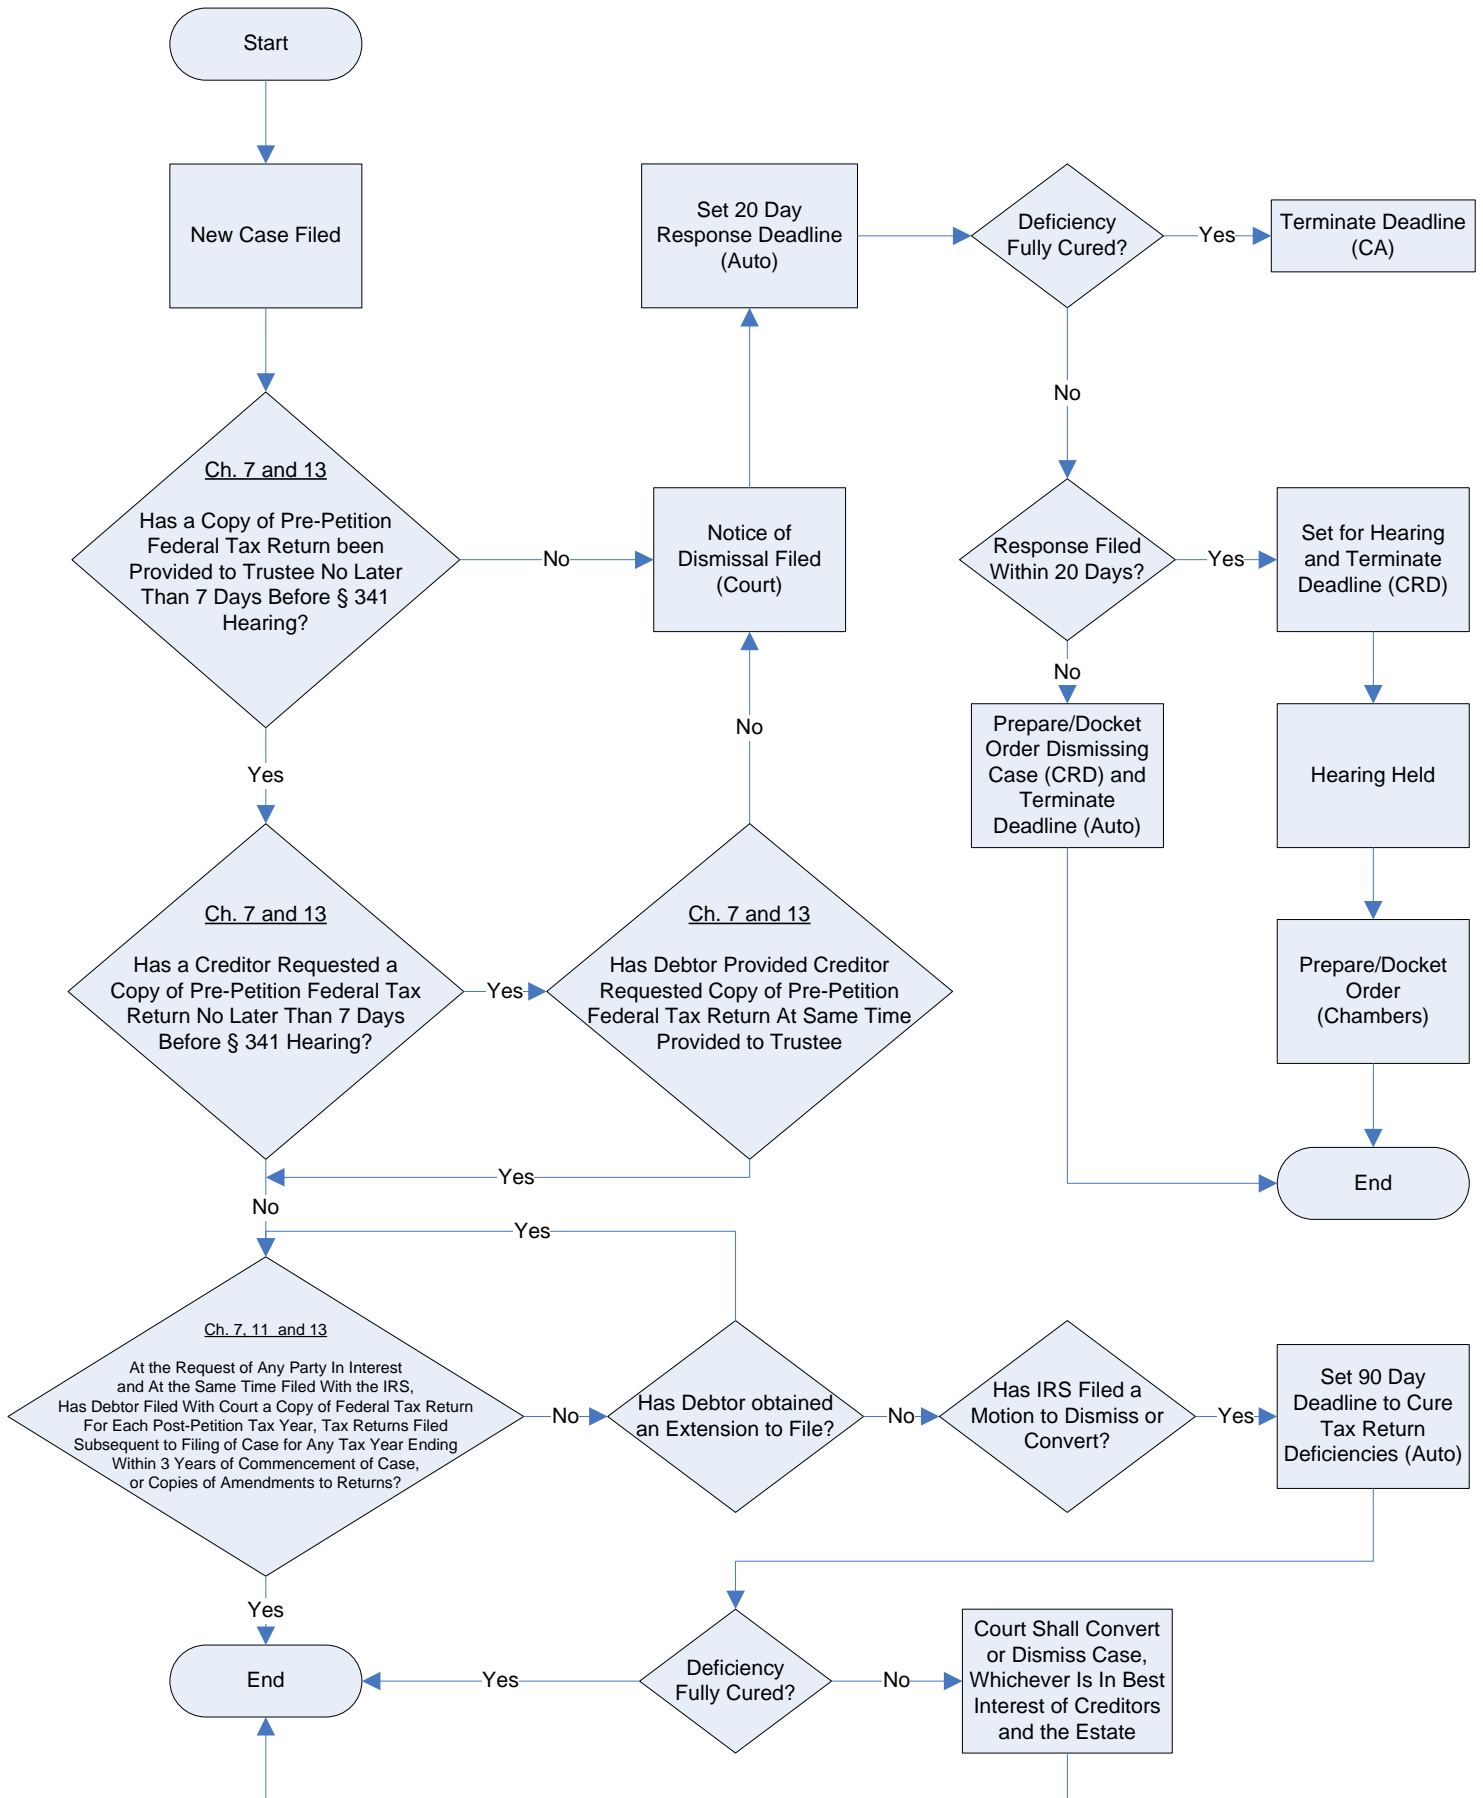 Start
New Case Filed
Set 20 Day
Response Deadline
(Auto)
Deficiency
Fully Cured?
Yes
Terminate Deadline
(CA)
No
Ch. 7 and 13
Has a Copy of Pre-Petition
Federal Tax Return been
Provided to Trustee No Later
Than 7 Days Before § 341
Hearing?
No
Notice of
Dismissal Filed
(Court)
Response Filed
Within 20 Days?
Yes
Set for Hearing
and Terminate
Deadline (CRD)
No
Prepare/Docket
Order Dismissing
Case (CRD) and
Terminate
Deadline (Auto)
Hearing Held
No
Yes
Ch. 7 and 13
Has a Creditor Requested a
Copy of Pre-Petition Federal Tax
Return No Later Than 7 Days
Before § 341 Hearing?
Yes
Ch. 7 and 13
Has Debtor Provided Creditor
Requested Copy of Pre-Petition
Federal Tax Return At Same Time
Provided to Trustee
Prepare/Docket
Order
(Chambers)
Yes
End
No
Yes
Ch. 7, 11 and 13
At the Request of Any Party In Interest
and At the Same Time Filed With the IRS,
Has Debtor Filed With Court a Copy of Federal Tax Return
For Each Post-Petition Tax Year, Tax Returns Filed
Subsequent to Filing of Case for Any Tax Year Ending
Within 3 Years of Commencement of Case,
or Copies of Amendments to Returns?
No
Has Debtor obtained
an Extension to File?
No
Has IRS Filed a
Motion to Dismiss or
Convert?
Yes
Set 90 Day
Deadline to Cure
Tax Return
Deficiencies (Auto)
Yes
End
Yes
Deficiency
Fully Cured?
No
Court Shall Convert
or Dismiss Case,
Whichever Is In Best
Interest of Creditors
and the Estate